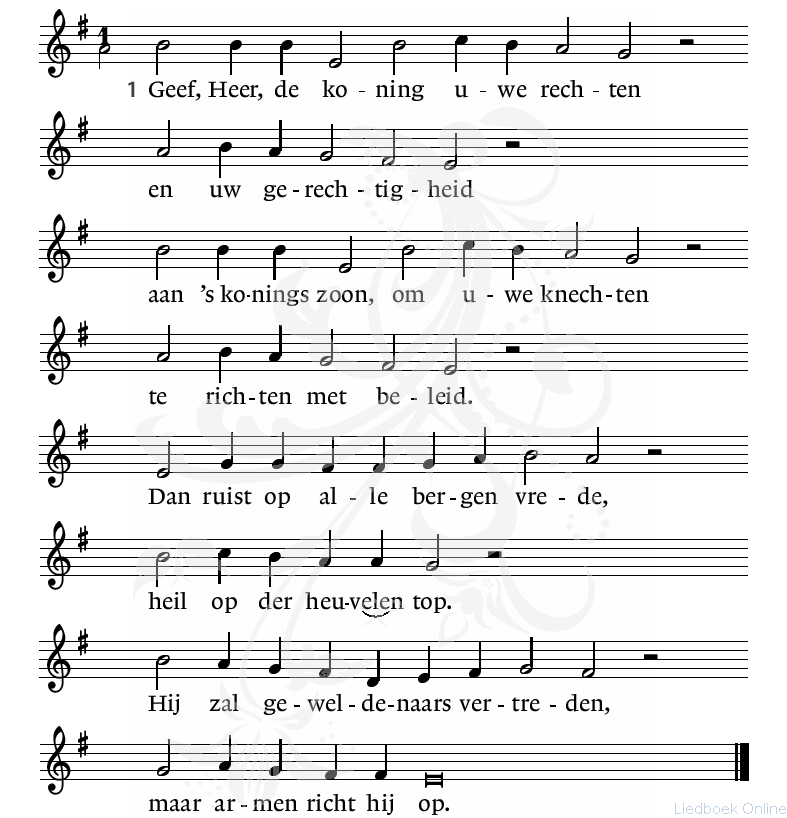 1
1 Geef, Heer, de ko - ning u - we rech - ten
en uw ge - rech - tig - heid
aan 's ko - nings zoon, om u - we knech - ten
te rich - ten met be - leid.
Dan ruist op al - le ber - gen vre - de,
heil op der heu - velen top.
Hij zal ge - wel - de - naars ver - tre - den,
maar ar - men richt hij op.
Liedboek Online